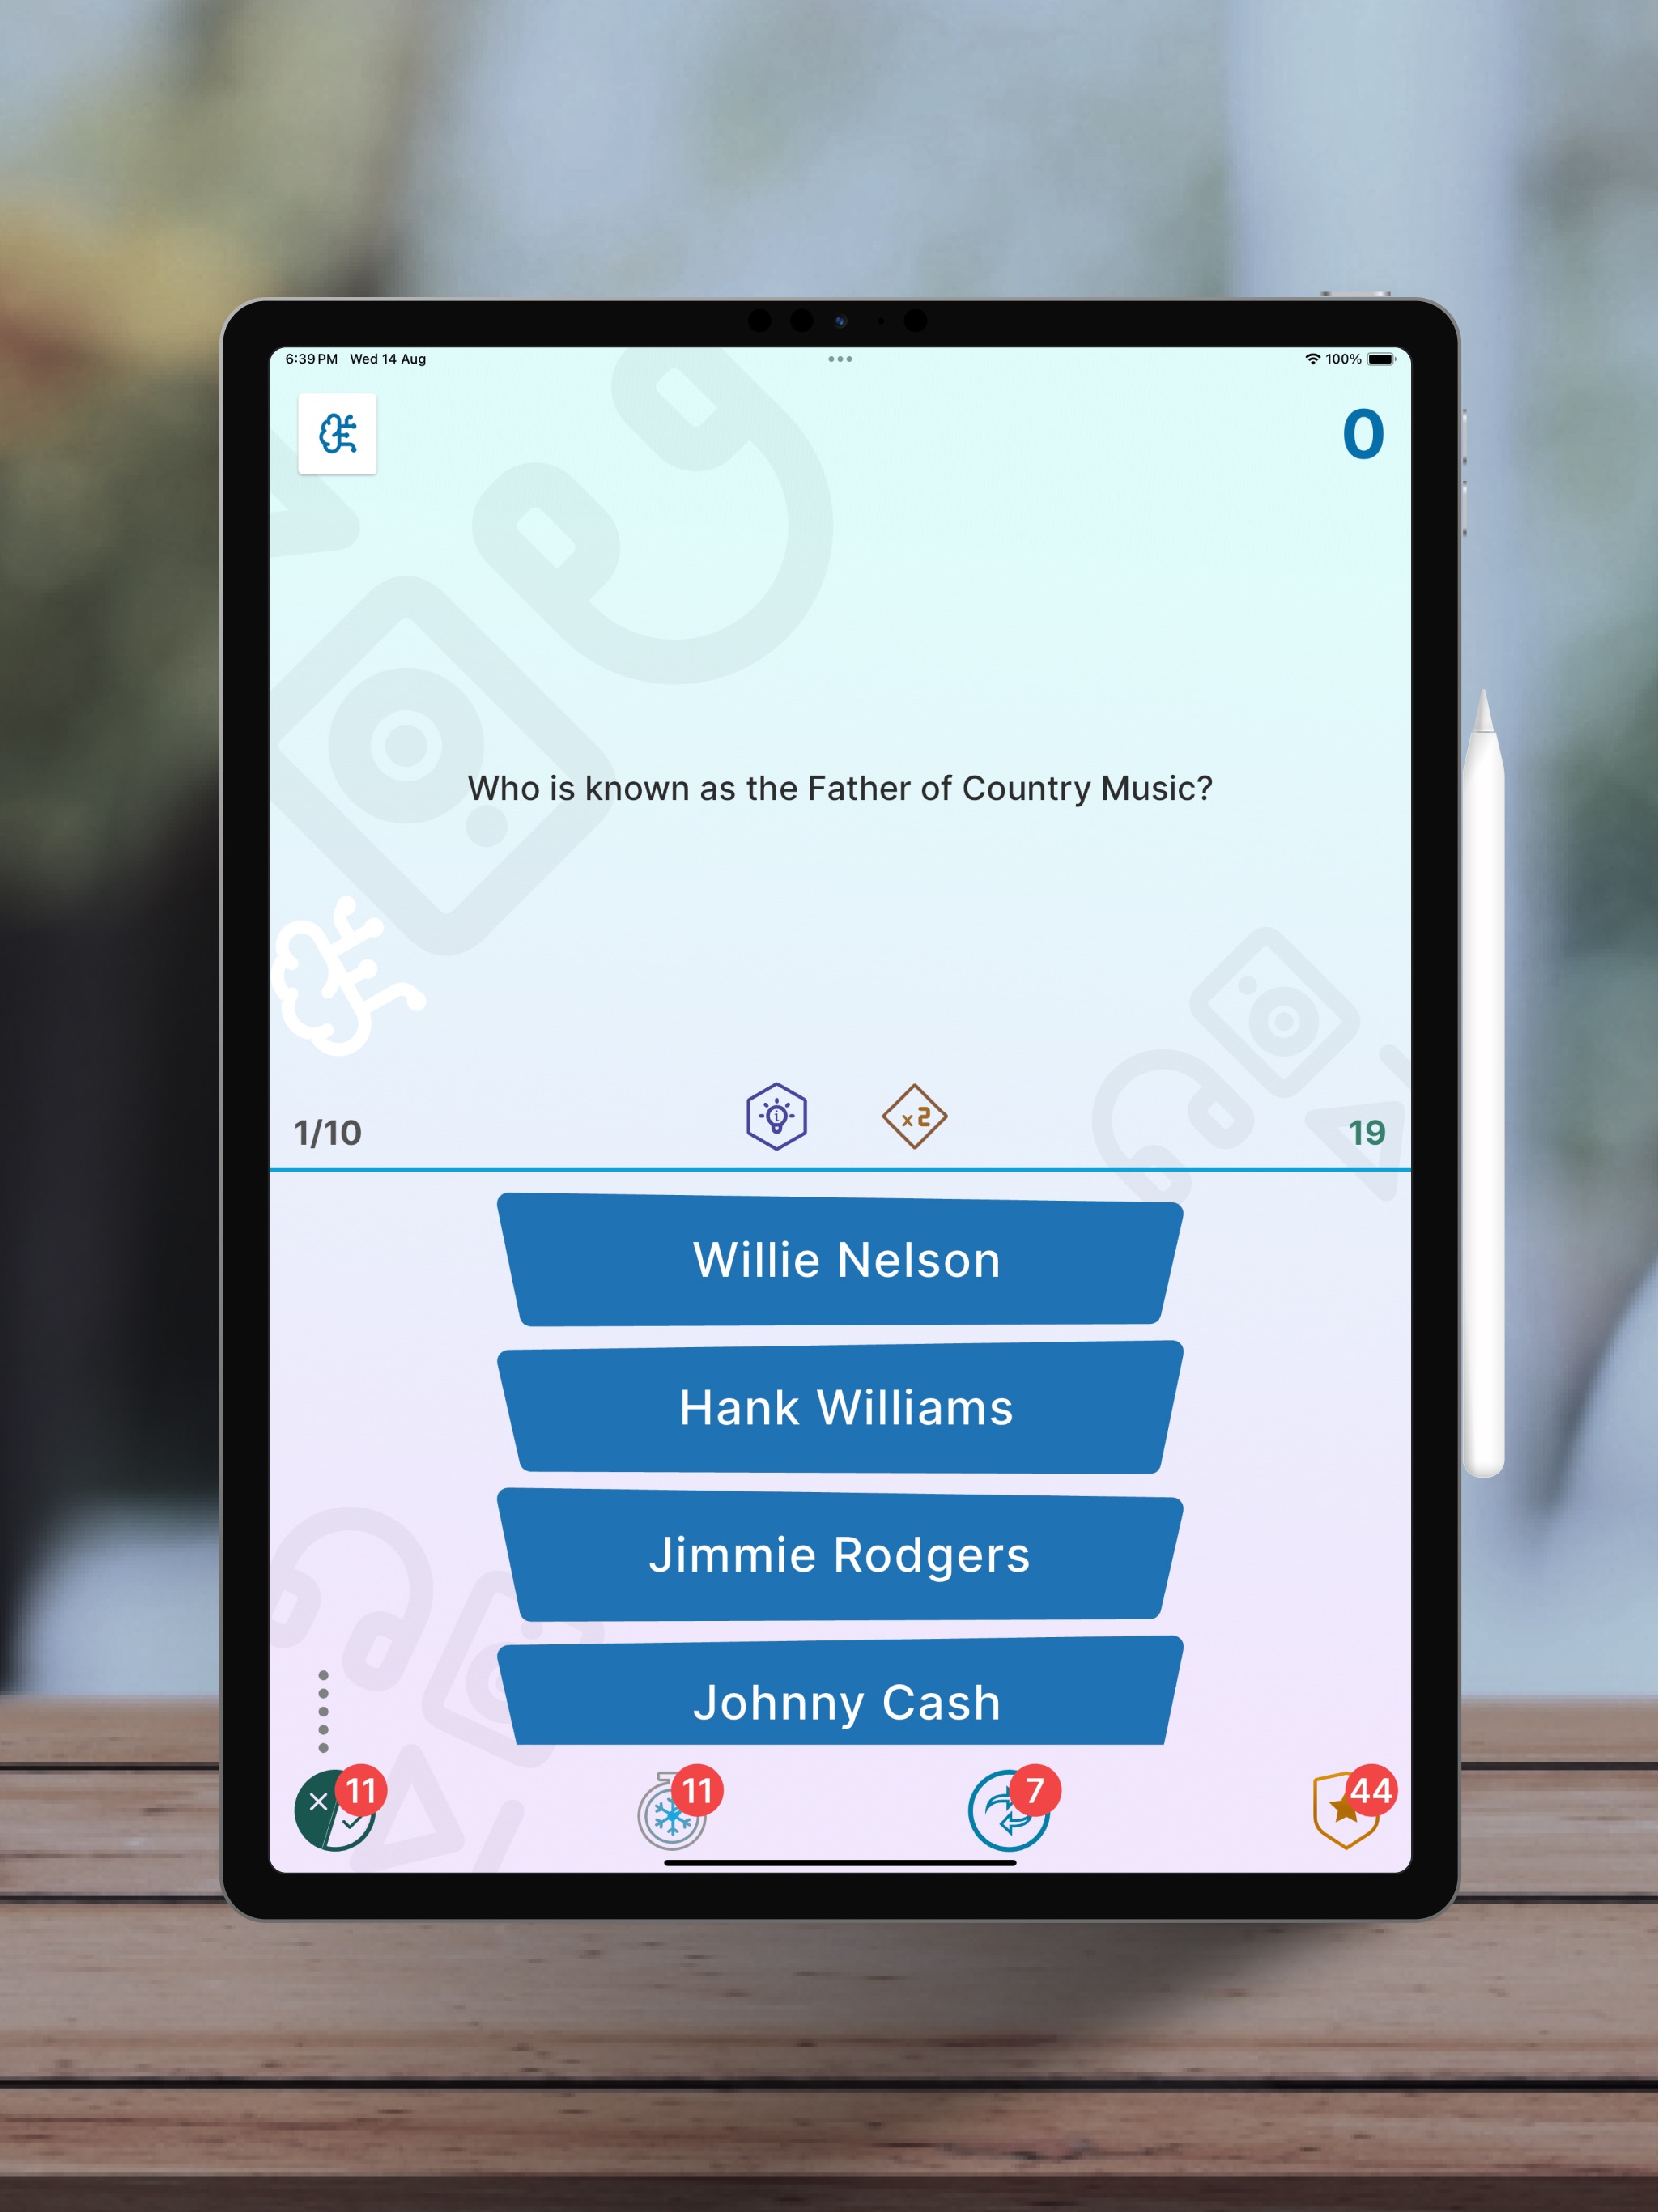 6:39 PM Wed 14 Aug
100%
0
Who is known as the Father of Country Music?
1/10
i
x2
19
Willie Nelson
Hank Williams
Jimmie Rodgers
Johnny Cash
11
11
7
44